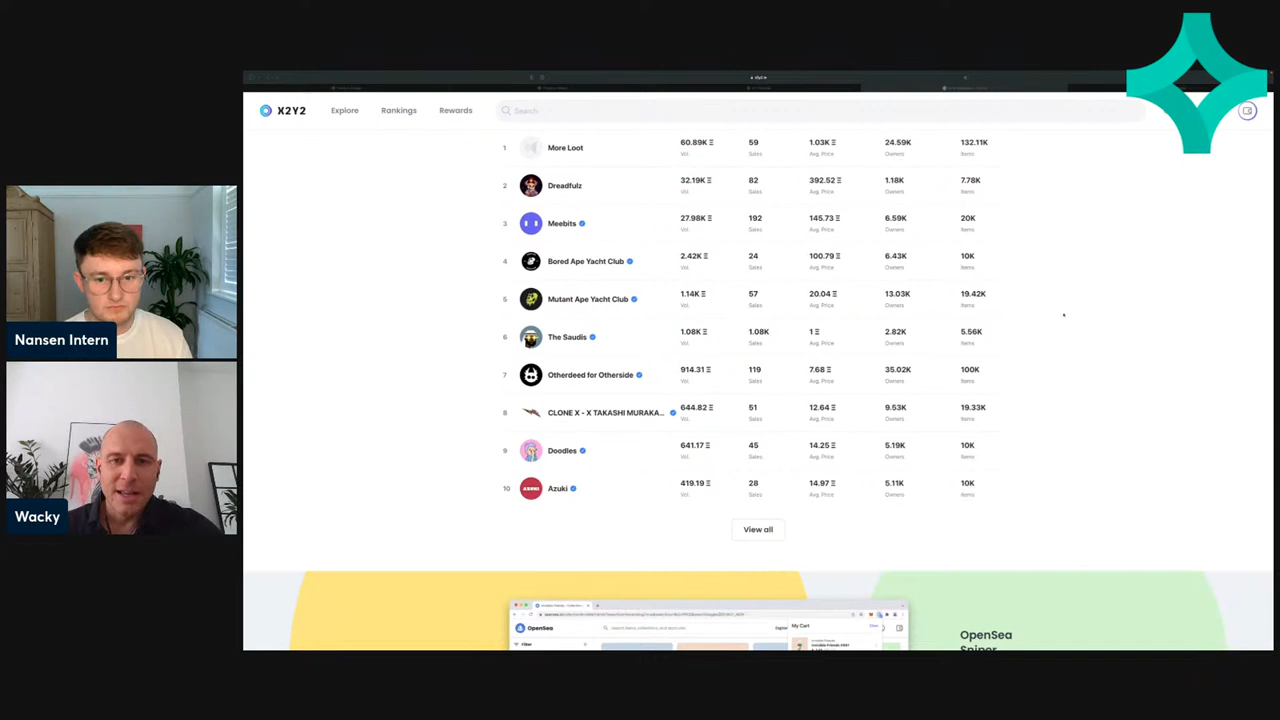 X2Y2 Explore Rankings Rewards Search
1 More Loot 60.89K Ξ 59 1.03K Ξ 24.59K 132.11K
Vol. Sales Avg. Price Owners Items
2 Dreadfulz 32.19K Ξ 82 392.52 Ξ 1.18K 7.78K
Vol. Sales Avg. Price Owners Items
3 Meebits 27.98K Ξ 192 145.73 Ξ 6.59K 20K
Vol. Sales Avg. Price Owners Items
4 Bored Ape Yacht Club 2.42K Ξ 24 100.79 Ξ 6.43K 10K
Vol. Sales Avg. Price Owners Items
5 Mutant Ape Yacht Club 1.14K Ξ 57 20.04 Ξ 13.03K 19.42K
Vol. Sales Avg. Price Owners Items
6 The Saudis 1.08K Ξ 1.08K 1 Ξ 2.82K 5.56K
Vol. Sales Avg. Price Owners Items
7 Otherdeed for Otherside 914.31 Ξ 119 7.68 Ξ 35.02K 100K
Vol. Sales Avg. Price Owners Items
8 CLONE X - X TAKASHI MURAKA... 644.82 Ξ 51 12.64 Ξ 9.53K 19.33K
Vol. Sales Avg. Price Owners Items
9 Doodles 641.17 Ξ 45 14.25 Ξ 5.19K 10K
Vol. Sales Avg. Price Owners Items
10 AZUKI Azuki 419.19 Ξ 28 14.97 Ξ 5.11K 10K
Vol. Sales Avg. Price Owners Items
View all
OpenSea
My Cart
Filter
OpenSea
Sniper
Nansen Intern
Wacky